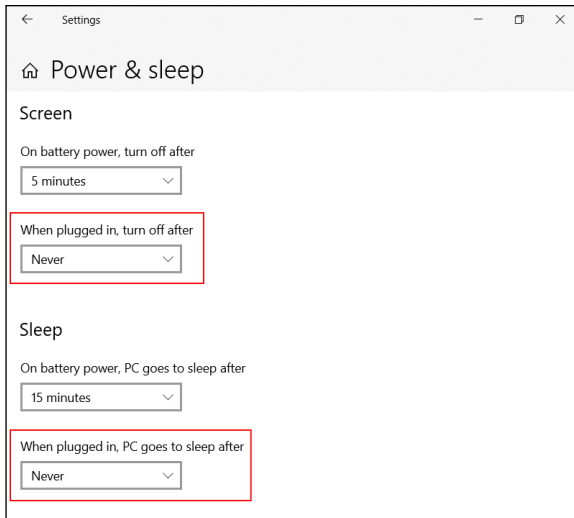 Settings
Power & sleep
Screen
On battery power, turn off after
5 minutes
When plugged in, turn off after
Never
Sleep
On battery power, PC goes to sleep after
15 minutes
When plugged in, PC goes to sleep after
Never